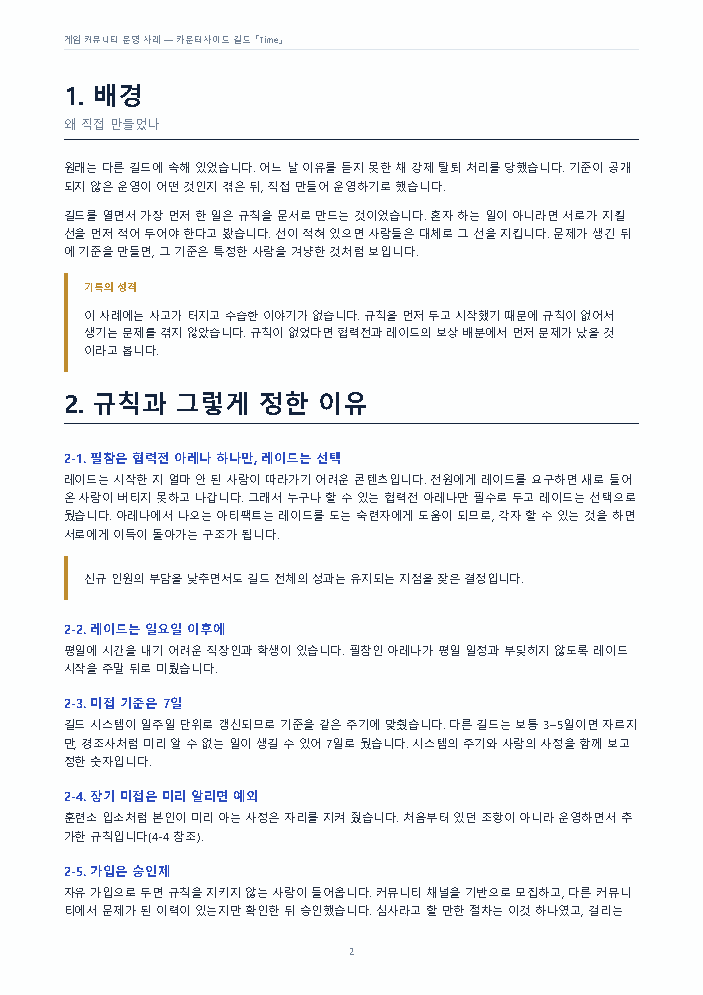 게임 커뮤니티 운영 사례 — 카운터사이드 길드 「Time」
1. 배경
왜 직접 만들었나
원래는 다른 길드에 속해 있었습니다. 어느 날 이유를 듣지 못한 채 강제 탈퇴 처리를 당했습니다. 기준이 공개
되지 않은 운영이 어떤 것인지 겪은 뒤, 직접 만들어 운영하기로 했습니다.
길드를 열면서 가장 먼저 한 일은 규칙을 문서로 만드는 것이었습니다. 혼자 하는 일이 아니라면 서로가 지킬
선을 먼저 적어 두어야 한다고 봤습니다. 선이 적혀 있으면 사람들은 대체로 그 선을 지킵니다. 문제가 생긴 뒤
에 기준을 만들면, 그 기준은 특정한 사람을 겨냥한 것처럼 보입니다.
기록의 성격
이 사례에는 사고가 터지고 수습한 이야기가 없습니다. 규칙을 먼저 두고 시작했기 때문에 규칙이 없어서
생기는 문제를 겪지 않았습니다. 규칙이 없었다면 협력전과 레이드의 보상 배분에서 먼저 문제가 났을 것
이라고 봅니다.
2. 규칙과 그렇게 정한 이유
2-1. 필참은 협력전 아레나 하나만, 레이드는 선택
레이드는 시작한 지 얼마 안 된 사람이 따라가기 어려운 콘텐츠입니다. 전원에게 레이드를 요구하면 새로 들어
온 사람이 버티지 못하고 나갑니다. 그래서 누구나 할 수 있는 협력전 아레나만 필수로 두고 레이드는 선택으로
뒀습니다. 아레나에서 나오는 아티팩트는 레이드를 도는 숙련자에게 도움이 되므로, 각자 할 수 있는 것을 하면
서로에게 이득이 돌아가는 구조가 됩니다.
신규 인원의 부담을 낮추면서도 길드 전체의 성과는 유지되는 지점을 찾은 결정입니다.
2-2. 레이드는 일요일 이후에
평일에 시간을 내기 어려운 직장인과 학생이 있습니다. 필참인 아레나가 평일 일정과 부딪히지 않도록 레이드
시작을 주말 뒤로 미뤘습니다.
2-3. 미접 기준은 7일
길드 시스템이 일주일 단위로 갱신되므로 기준을 같은 주기에 맞췄습니다. 다른 길드는 보통 3~5일이면 자르지
만, 경조사처럼 미리 알 수 없는 일이 생길 수 있어 7일로 뒀습니다. 시스템의 주기와 사람의 사정을 함께 보고
정한 숫자입니다.
2-4. 장기 미접은 미리 알리면 예외
훈련소 입소처럼 본인이 미리 아는 사정은 자리를 지켜 줬습니다. 처음부터 있던 조항이 아니라 운영하면서 추
가한 규칙입니다(4-4 참조).
2-5. 가입은 승인제
자유 가입으로 두면 규칙을 지키지 않는 사람이 들어옵니다. 커뮤니티 채널을 기반으로 모집하고, 다른 커뮤니
티에서 문제가 된 이력이 있는지만 확인한 뒤 승인했습니다. 심사라고 할 만한 절차는 이것 하나였고, 걸리는
2